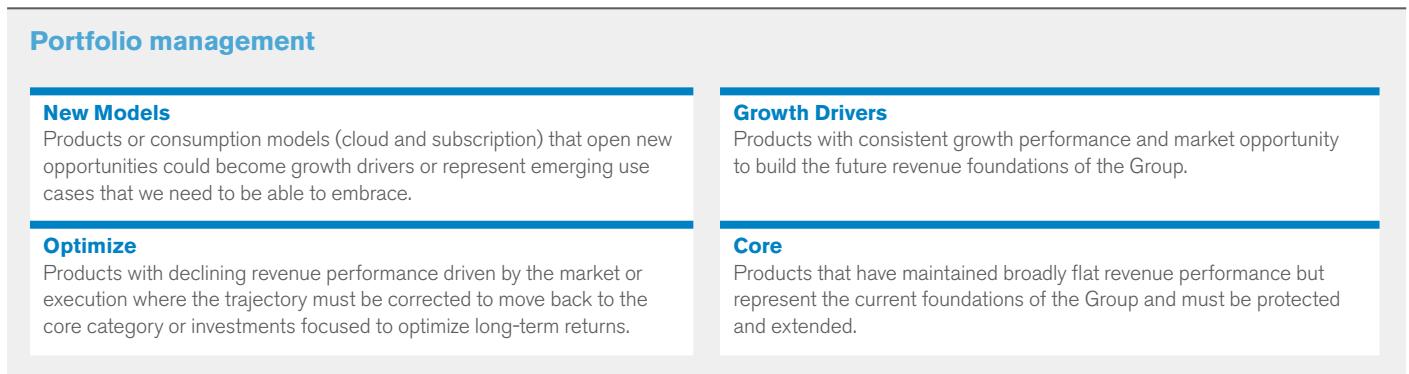 Portfolio management
New Models
Products or consumption models (cloud and subscription) that open new
opportunities could become growth drivers or represent emerging use
cases that we need to be able to embrace.
Growth Drivers
Products with consistent growth performance and market opportunity
to build the future revenue foundations of the Group.
Optimize
Products with declining revenue performance driven by the market or
execution where the trajectory must be corrected to move back to the
core category or investments focused to optimize long-term returns.
Core
Products that have maintained broadly flat revenue performance but
represent the current foundations of the Group and must be protected
and extended.